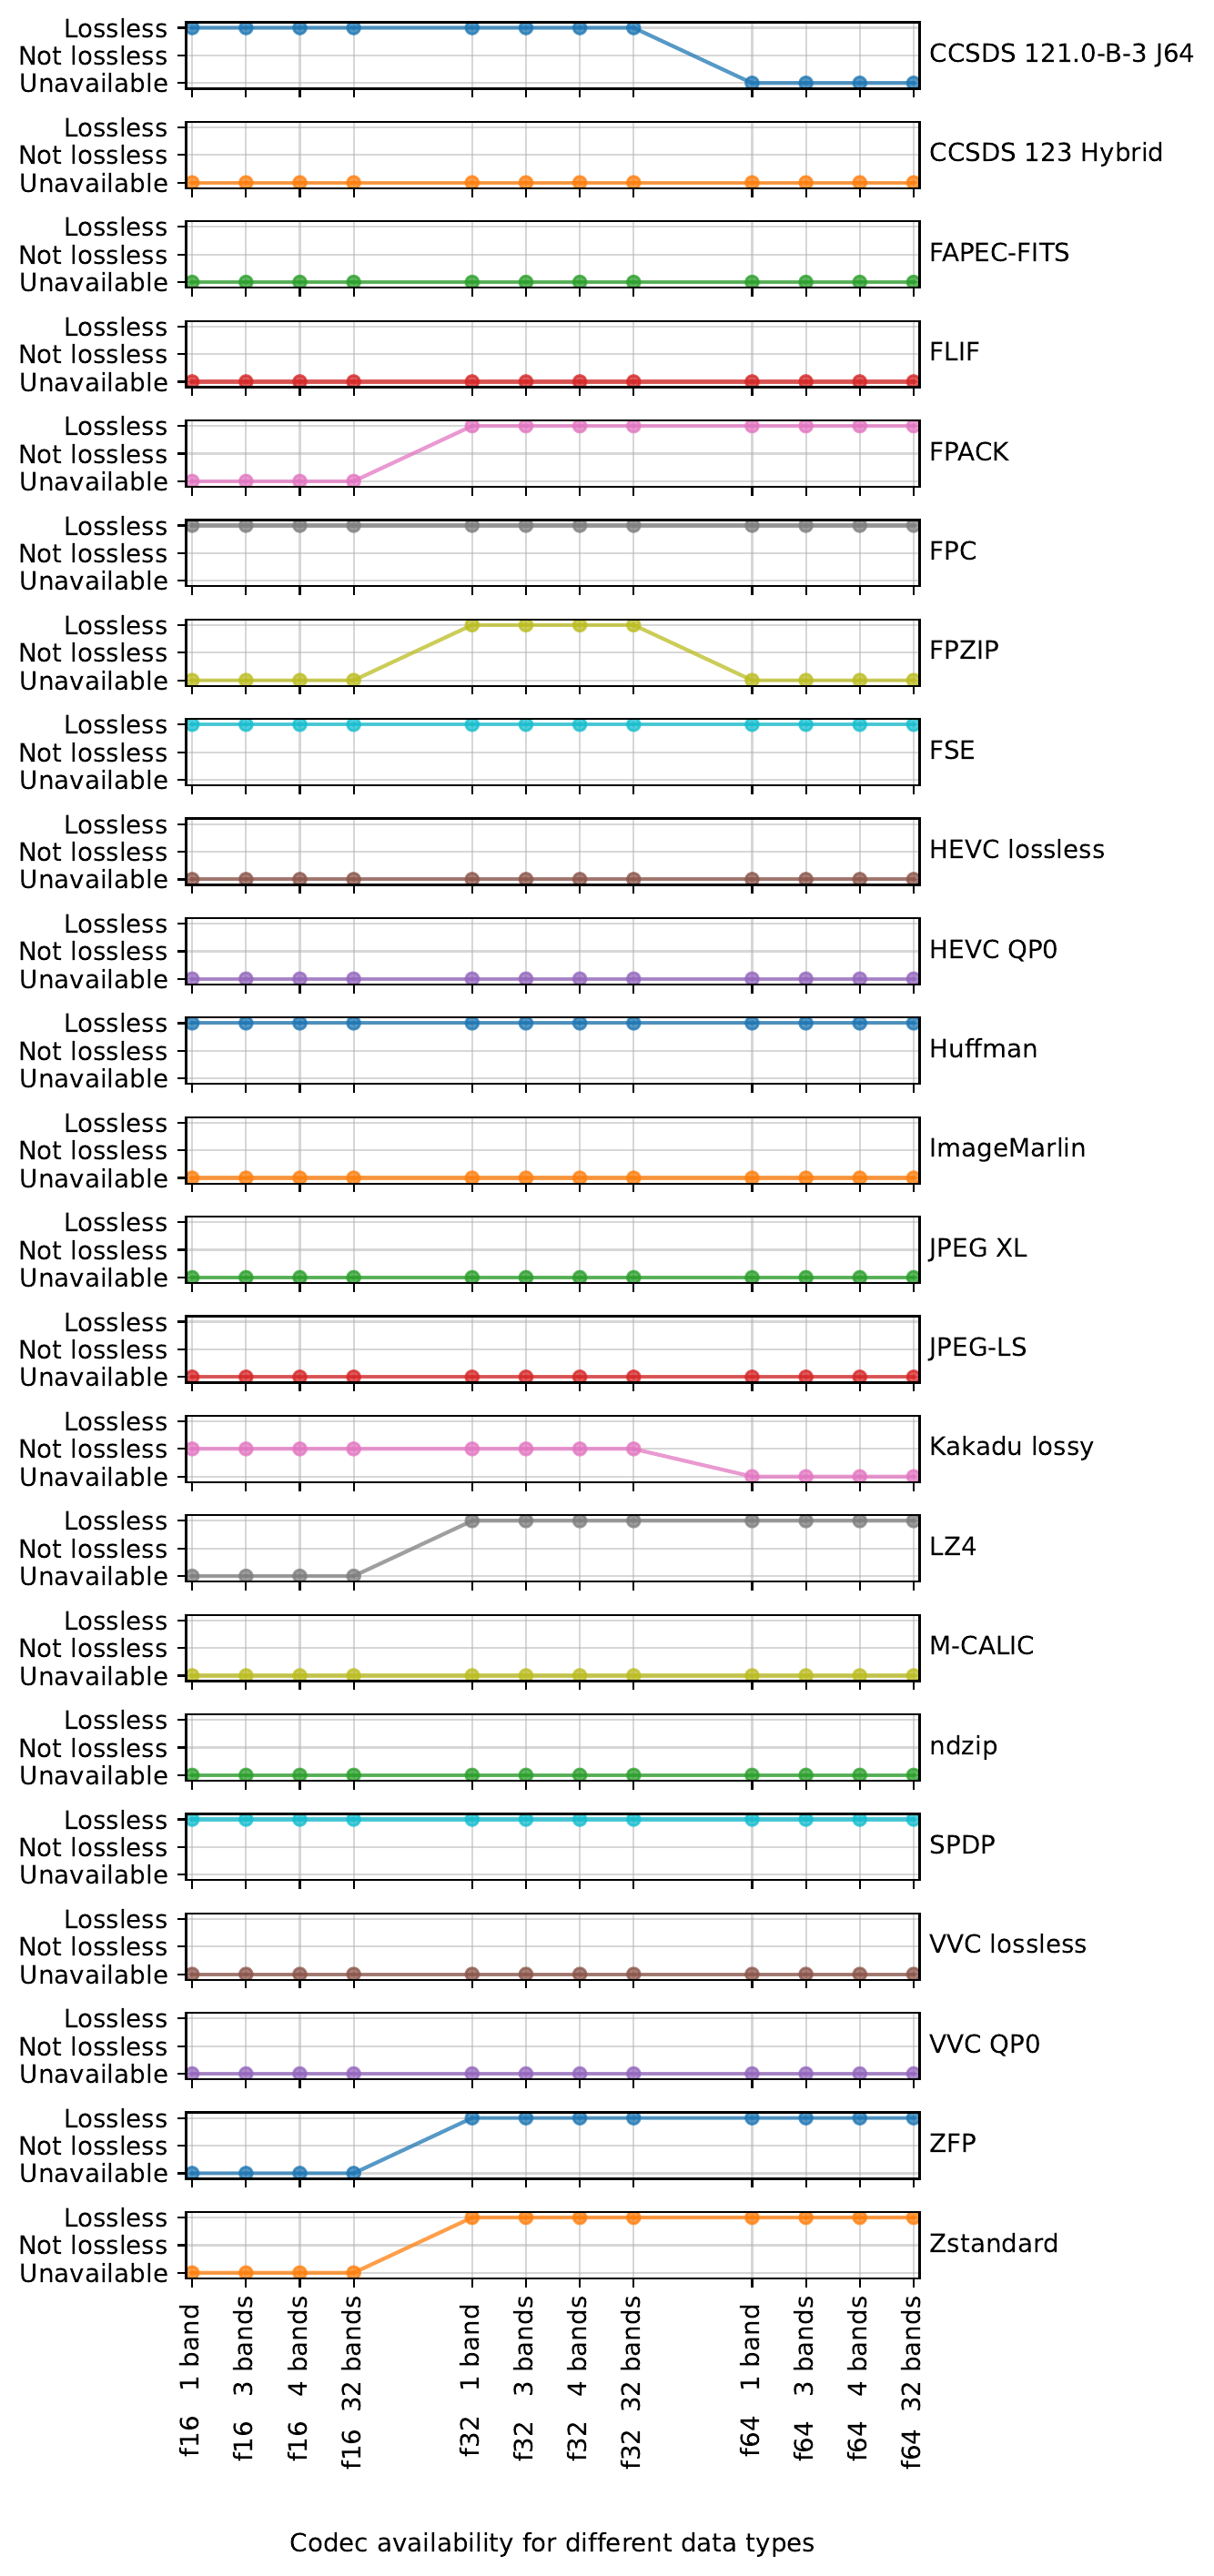 Lossless
Not lossless
Unavailable
CCSDS 121.0-B-3 J64
Lossless
Not lossless
Unavailable
CCSDS 123 Hybrid
Lossless
Not lossless
Unavailable
FAPEC-FITS
Lossless
Not lossless
Unavailable
FLIF
Lossless
Not lossless
Unavailable
FPACK
Lossless
Not lossless
Unavailable
FPC
Lossless
Not lossless
Unavailable
FPZIP
Lossless
Not lossless
Unavailable
FSE
Lossless
Not lossless
Unavailable
HEVC lossless
Lossless
Not lossless
Unavailable
HEVC QP0
Lossless
Not lossless
Unavailable
Huffman
Lossless
Not lossless
Unavailable
ImageMarlin
Lossless
Not lossless
Unavailable
JPEG XL
Lossless
Not lossless
Unavailable
JPEG-LS
Lossless
Not lossless
Unavailable
Kakadu lossy
Lossless
Not lossless
Unavailable
LZ4
Lossless
Not lossless
Unavailable
M-CALIC
Lossless
Not lossless
Unavailable
ndzip
Lossless
Not lossless
Unavailable
SPDP
Lossless
Not lossless
Unavailable
VVC lossless
Lossless
Not lossless
Unavailable
VVC QP0
Lossless
Not lossless
Unavailable
ZFP
Lossless
Not lossless
Unavailable
Zstandard
f16 1 band
f16 3 bands
f16 4 bands
f16 32 bands
f32 1 band
f32 3 bands
f32 4 bands
f32 32 bands
f64 1 band
f64 3 bands
f64 4 bands
f64 32 bands
Codec availability for different data types